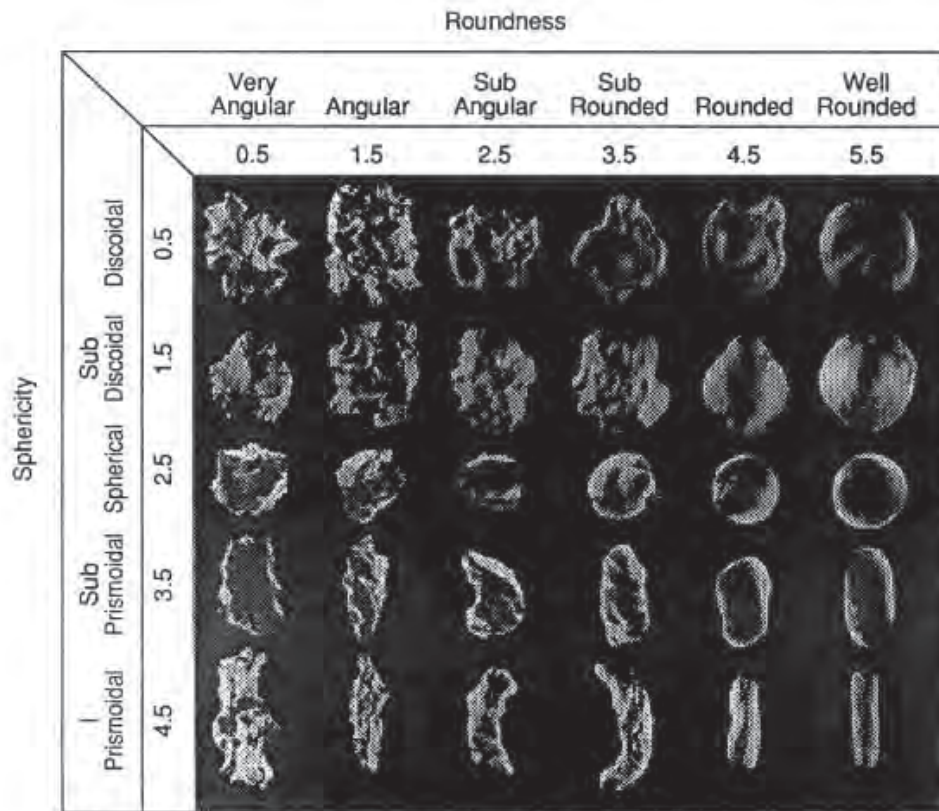 Roundness
Very Angular
Angular
Sub Angular
Sub Rounded
Rounded
Well Rounded
0.5 1.5 2.5 3.5 4.5 5.5
Sphericity
Discoidal 0.5
Sub Discoidal 1.5
Spherical 2.5
Sub Prismoidal 3.5
| Prismoidal 4.5